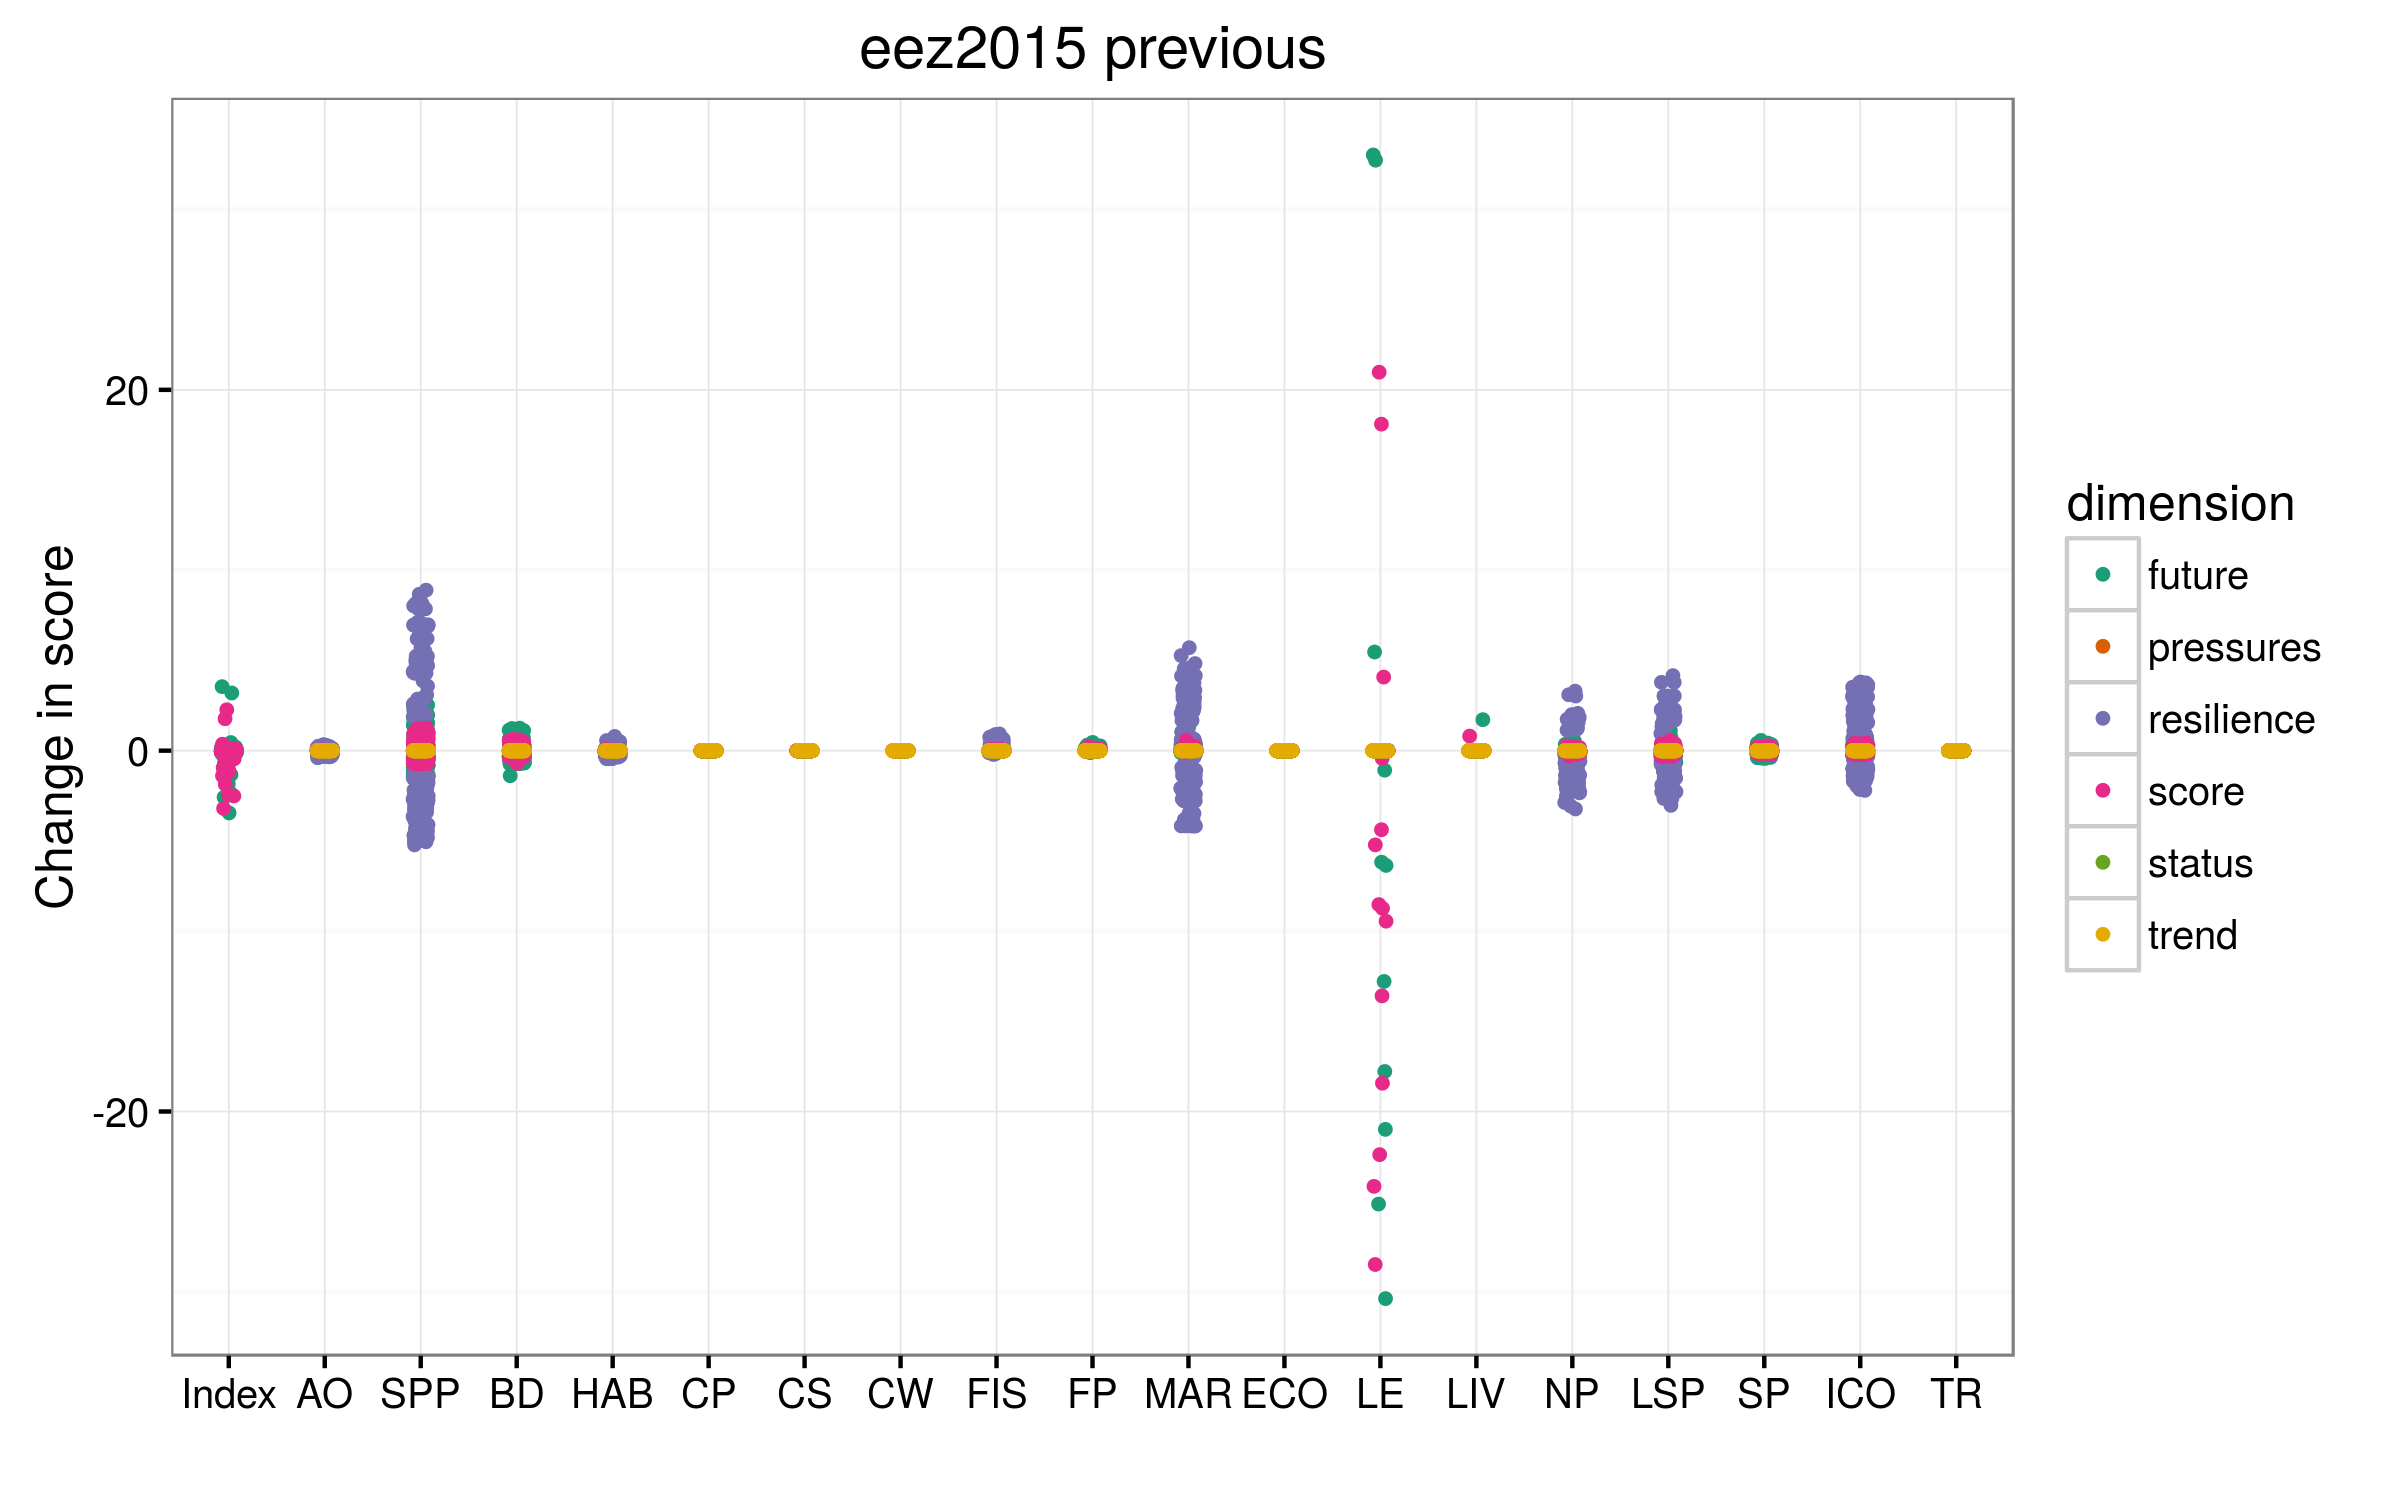 eez2015 previous
Change in score
20
0
-20
Index AO SPP BD HAB CP CS CW FIS FP MAR ECO LE LIV NP LSP SP ICO TR
dimension
future
pressures
resilience
score
status
trend